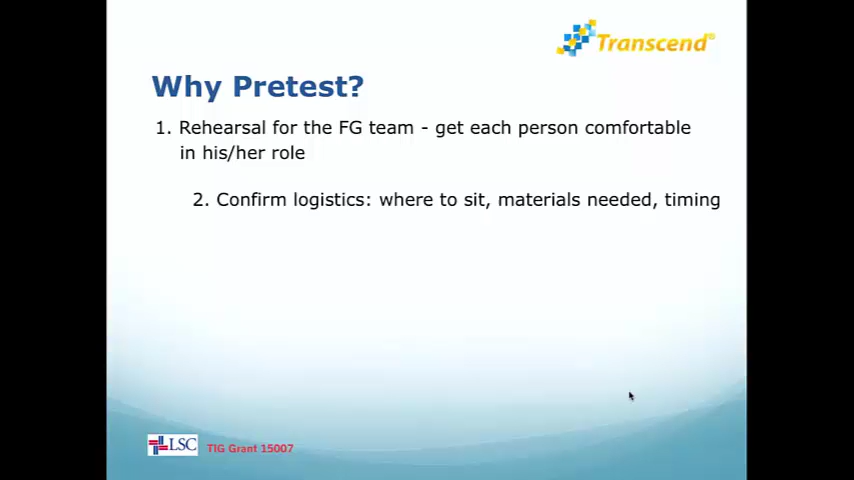 Transcend®
Why Pretest?
1. Rehearsal for the FG team - get each person comfortable
in his/her role
2. Confirm logistics: where to sit, materials needed, timing
LSC
TIG Grant 15007